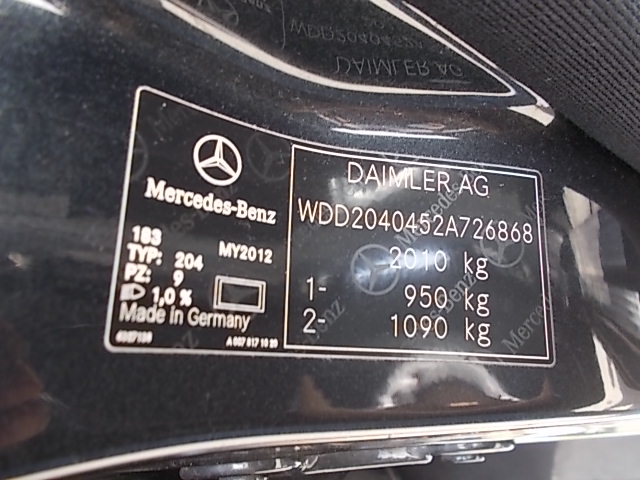 Mercedes-Benz
183
MY2012
TYP: 204
PZ: 9
1,0 %
Made in Germany
DAIMLER AG
WDD2040452A726868
2010 kg
1- 950 kg
2- 1090 kg
DAIMLER AG